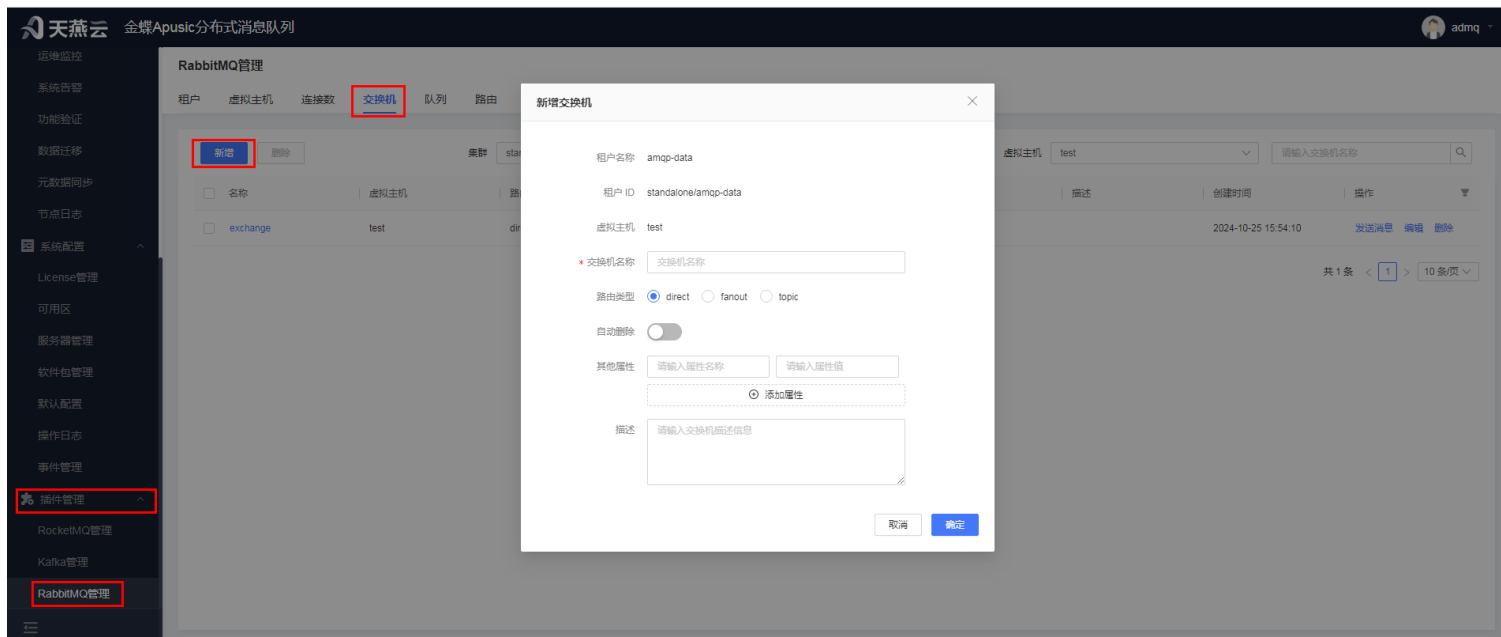 天燕云 金蝶Apusic分布式消息队列
admq
运维监控
系统告警
功能验证
数据迁移
元数据同步
节点日志
系统配置
License管理
可用区
服务器管理
软件包管理
默认配置
操作日志
事件管理
插件管理
RocketMQ管理
Kafka管理
RabbitMQ管理
RabbitMQ管理
租户 虚拟主机 连接数 交换机 队列 路由
新增 删除 集群 虚拟主机 test 请输入交换机名称
名称 虚拟主机 描述 创建时间 操作
exchange test 2024-10-25 15:54:10 发送消息 编辑 删除
共 1 条 < 1 > 10 条/页
新增交换机
租户名称 amqp-data
租户 ID standalone/amqp-data
虚拟主机 test
* 交换机名称 交换机名称
路由类型 direct fanout topic
自动删除
其他属性 请输入属性名称 请输入属性值
添加属性
描述 请输入交换机描述信息
取消 确定